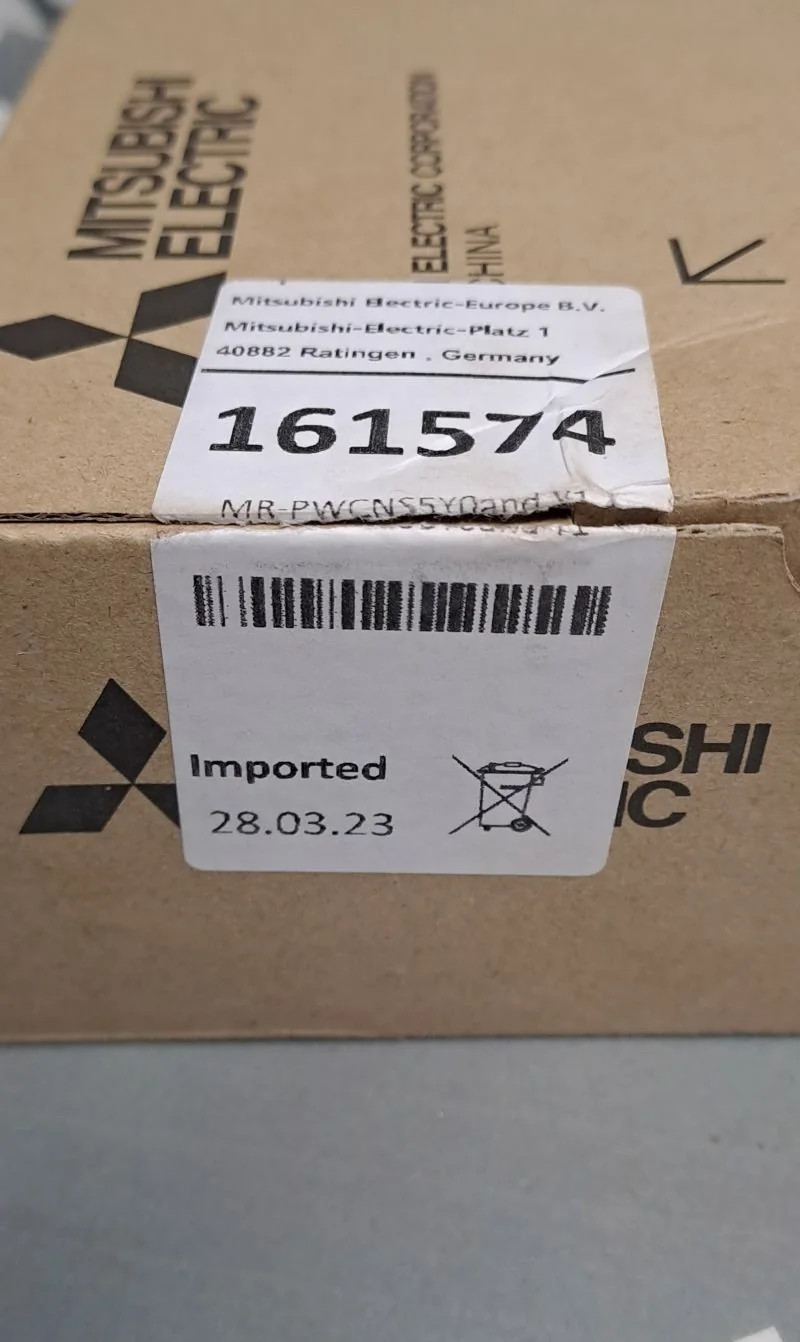 MITSUBISHI
ELECTRIC
ELECTRIC CORPORATION
CHINA
Mitsubishi Electric-Europe B.V.
Mitsubishi-Electric-Platz 1
40882 Ratingen , Germany
161574
Imported
28.03.23
SHI
IC